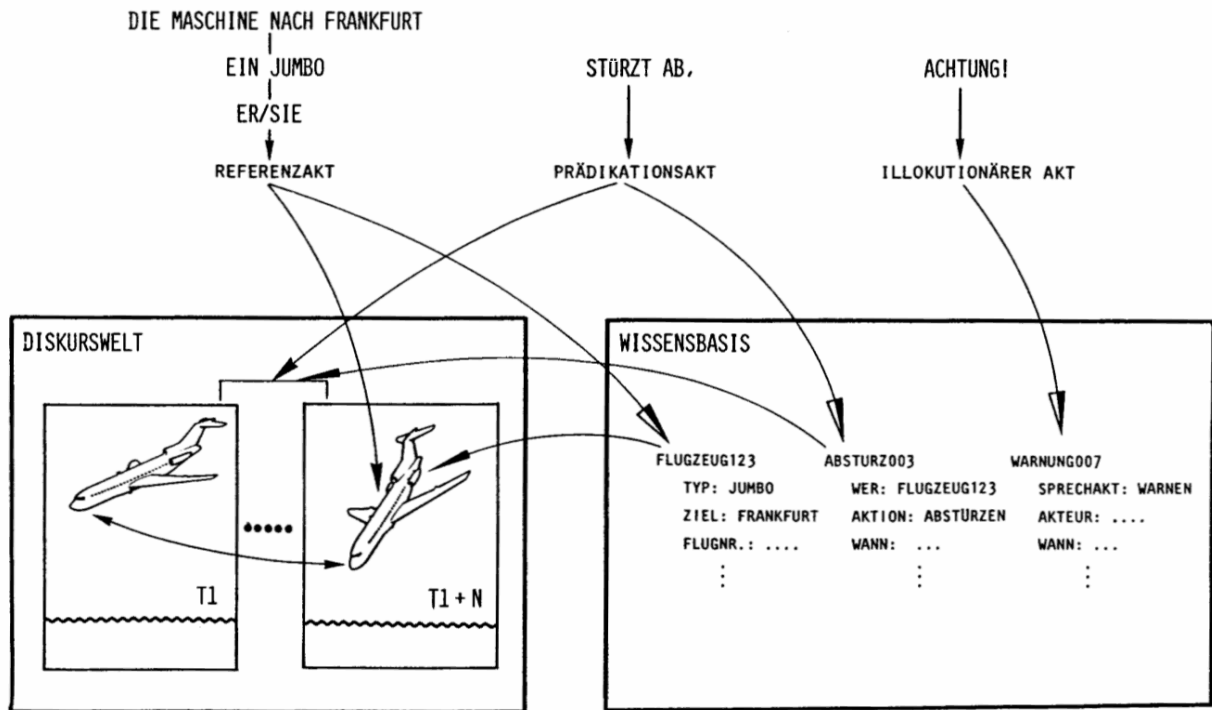 DIE MASCHINE NACH FRANKFURT
EIN JUMBO
ER/SIE
STÜRZT AB,
ACHTUNG!
REFERENZAKT
PRÄDIKATIONSAKT
ILLOKUTIONÄRER AKT
DISKURSWELT
T1
T1 + N
WISSENSBASIS
FLUGZEUG123
TYP: JUMBO
ZIEL: FRANKFURT
FLUGNR.: ....
ABSTURZ003
WER: FLUGZEUG123
AKTION: ABSTÜRZEN
WANN: ...
WARNUNG007
SPRECHAKT: WARNEN
AKTEUR: ....
WANN: ...